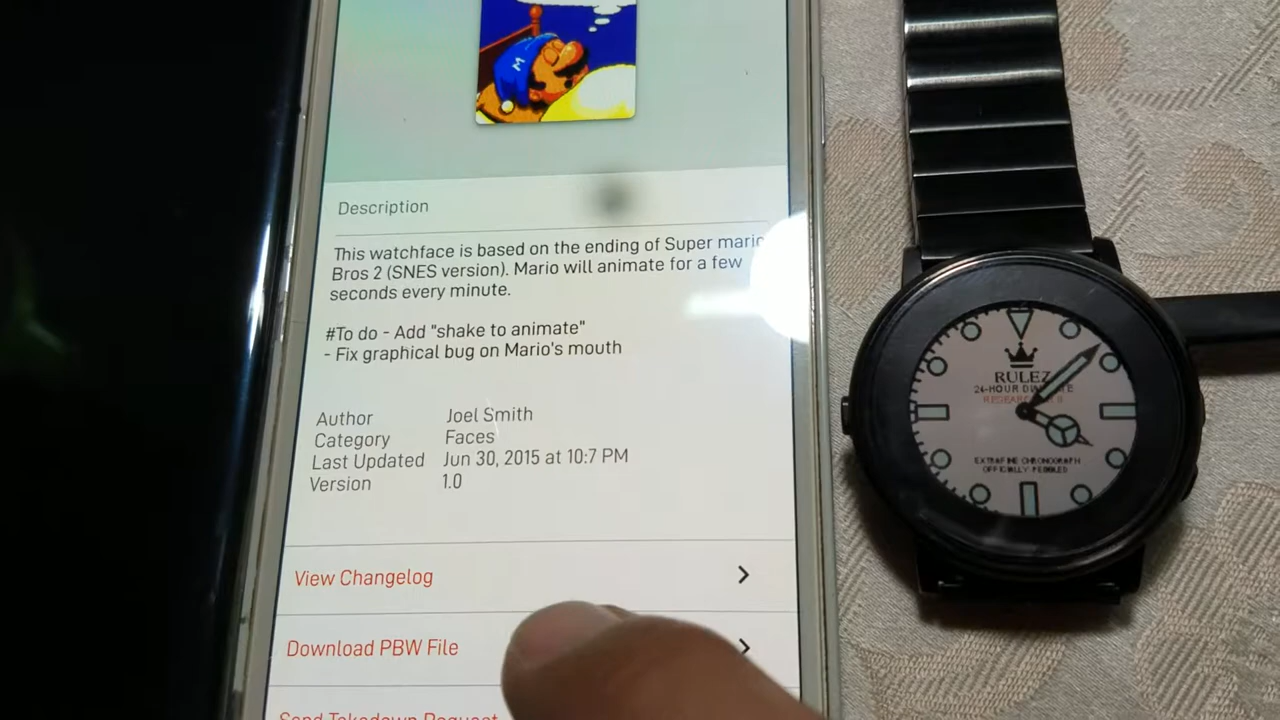 M
Description
This watchface is based on the ending of Super mario
Bros 2 (SNES version). Mario will animate for a few
seconds every minute.
#To do - Add "shake to animate"
- Fix graphical bug on Mario's mouth
Author Joel Smith
Category Faces
Last Updated Jun 30, 2015 at 10:7 PM
Version 1.0
View Changelog
Download PBW File
Send Takedown Request
RULEZ
24-HOUR
EXTRAFINE CHRONOGRAPH
OFFICIALLY PEBBLED